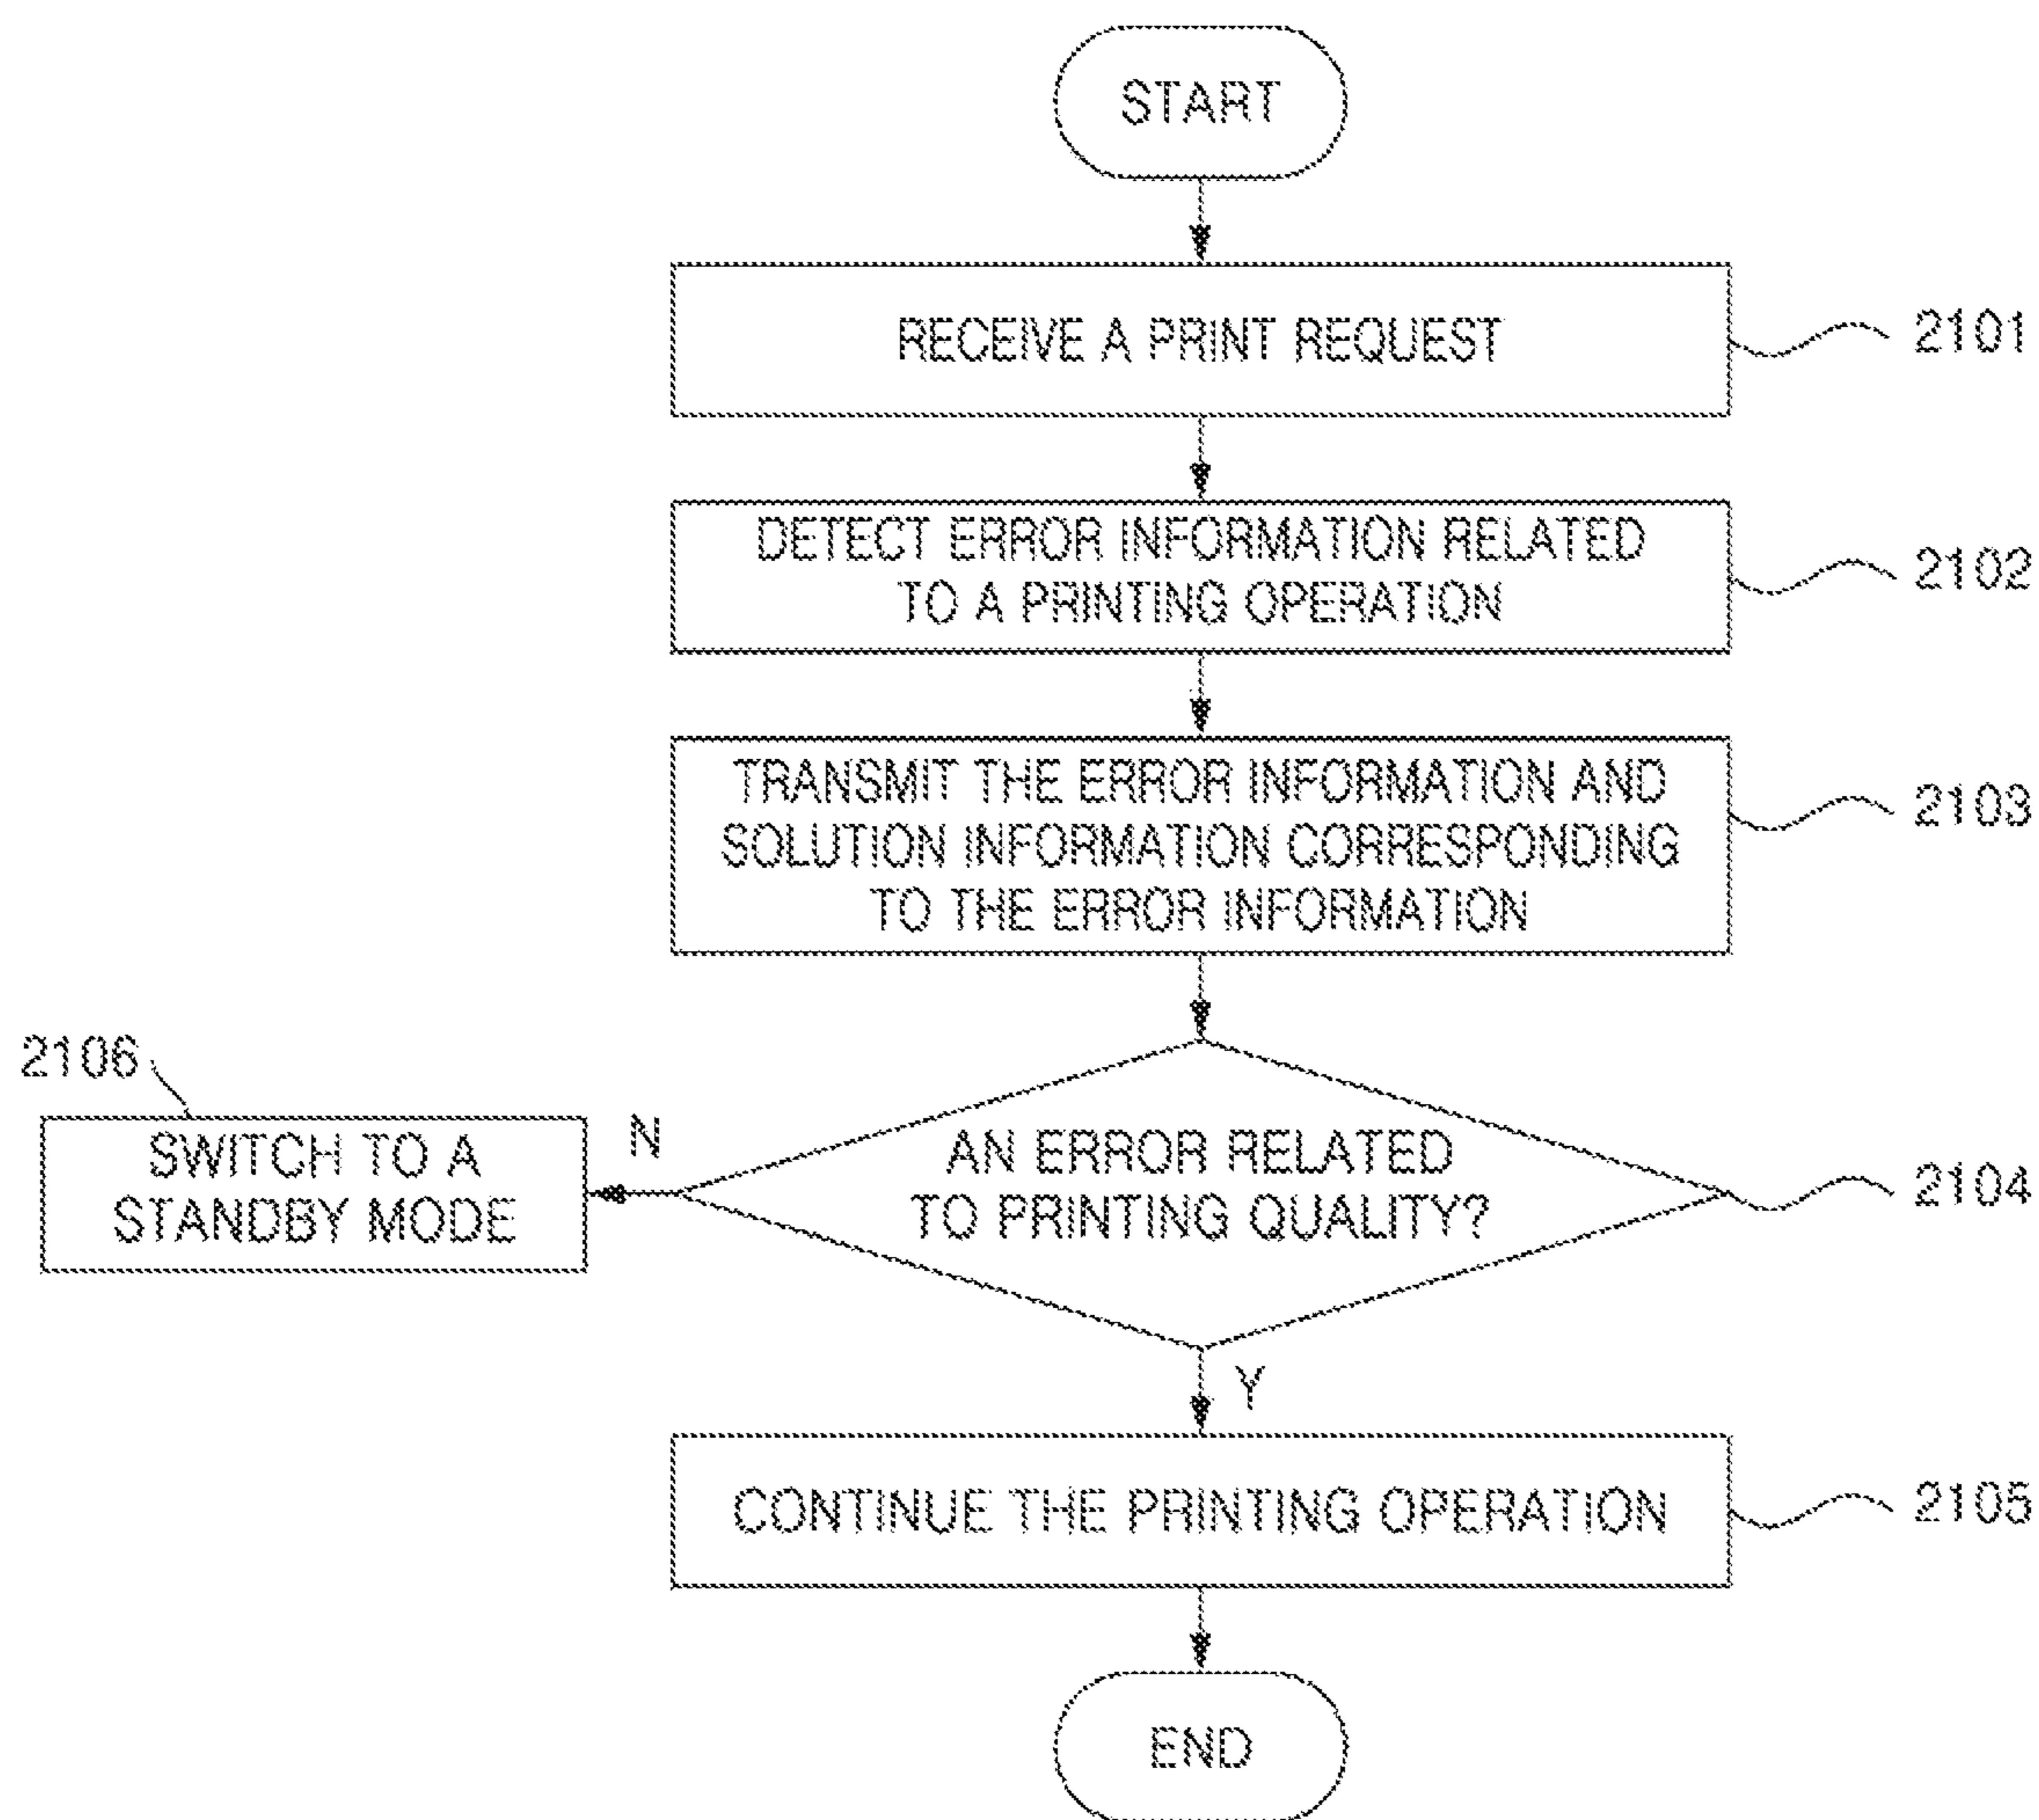 START
RECEIVE A PRINT REQUEST
2101
DETECT ERROR INFORMATION RELATED
TO A PRINTING OPERATION
2102
TRANSMIT THE ERROR INFORMATION AND
SOLUTION INFORMATION CORRESPONDING
TO THE ERROR INFORMATION
2103
2106
SWITCH TO A
STANDBY MODE
N
AN ERROR RELATED
TO PRINTING QUALITY?
2104
Y
CONTINUE THE PRINTING OPERATION
2105
END